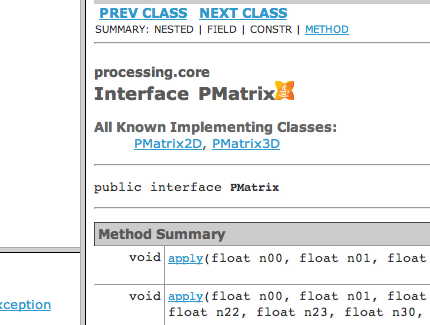 PREV CLASS   NEXT CLASS
SUMMARY: NESTED | FIELD | CONSTR | METHOD
processing.core
Interface PMatrix
All Known Implementing Classes:
PMatrix2D, PMatrix3D
public interface PMatrix
Method Summary
void apply(float n00, float n01, float
void apply(float n00, float n01, float
float n22, float n23, float n30,
xception